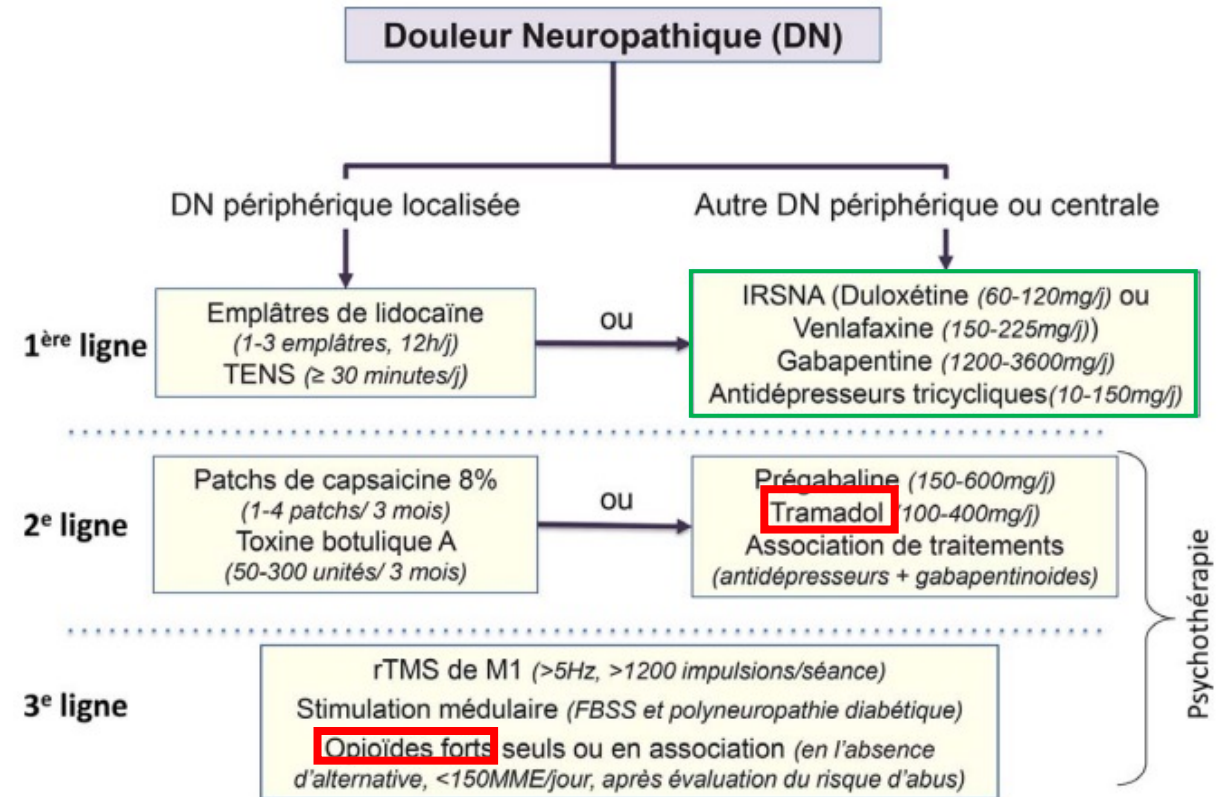 Douleur Neuropathique (DN)
DN périphérique localisée
Autre DN périphérique ou centrale
1ère ligne
Emplâtres de lidocaïne
(1-3 emplâtres, 12h/j)
TENS (≥ 30 minutes/j)
ou
IRSNA (Duloxétine (60-120mg/j) ou
Venlafaxine (150-225mg/j))
Gabapentine (1200-3600mg/j)
Antidépresseurs tricycliques(10-150mg/j)
2e ligne
Patchs de capsaicine 8%
(1-4 patchs/ 3 mois)
Toxine botulique A
(50-300 unités/ 3 mois)
ou
Prégabaline (150-600mg/j)
Tramadol (100-400mg/j)
Association de traitements
(antidépresseurs + gabapentinoides)
3e ligne
rTMS de M1 (>5Hz, >1200 impulsions/séance)
Stimulation médulaire (FBSS et polyneuropathie diabétique)
Opioïdes forts seuls ou en association (en l'absence
d'alternative, <150MME/jour, après évaluation du risque d'abus)
Psychothérapie